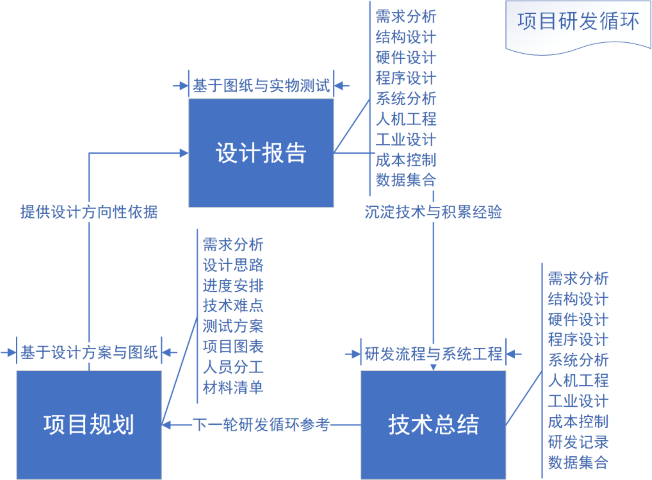 项目研发循环
需求分析
结构设计
硬件设计
程序设计
系统分析
人机工程
工业设计
成本控制
数据集合
基于图纸与实物测试
设计报告
提供设计方向性依据
沉淀技术与积累经验
需求分析
设计思路
进度安排
技术难点
测试方案
项目图表
人员分工
材料清单
基于设计方案与图纸
项目规划
下一轮研发循环参考
研发流程与系统工程
技术总结
需求分析
结构设计
硬件设计
程序设计
系统分析
人机工程
工业设计
成本控制
研发记录
数据集合